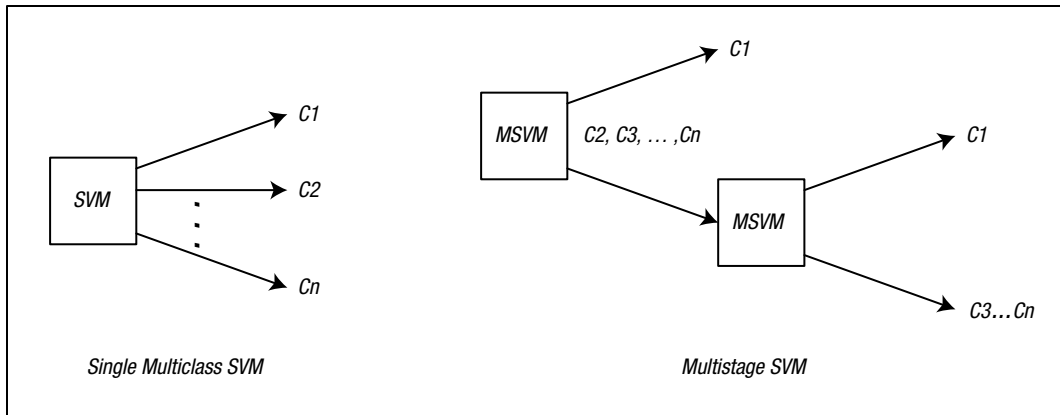 SVM
C1
C2
Cn
Single Multiclass SVM
MSVM
C1
C2, C3, ... ,Cn
MSVM
C1
C3...Cn
Multistage SVM